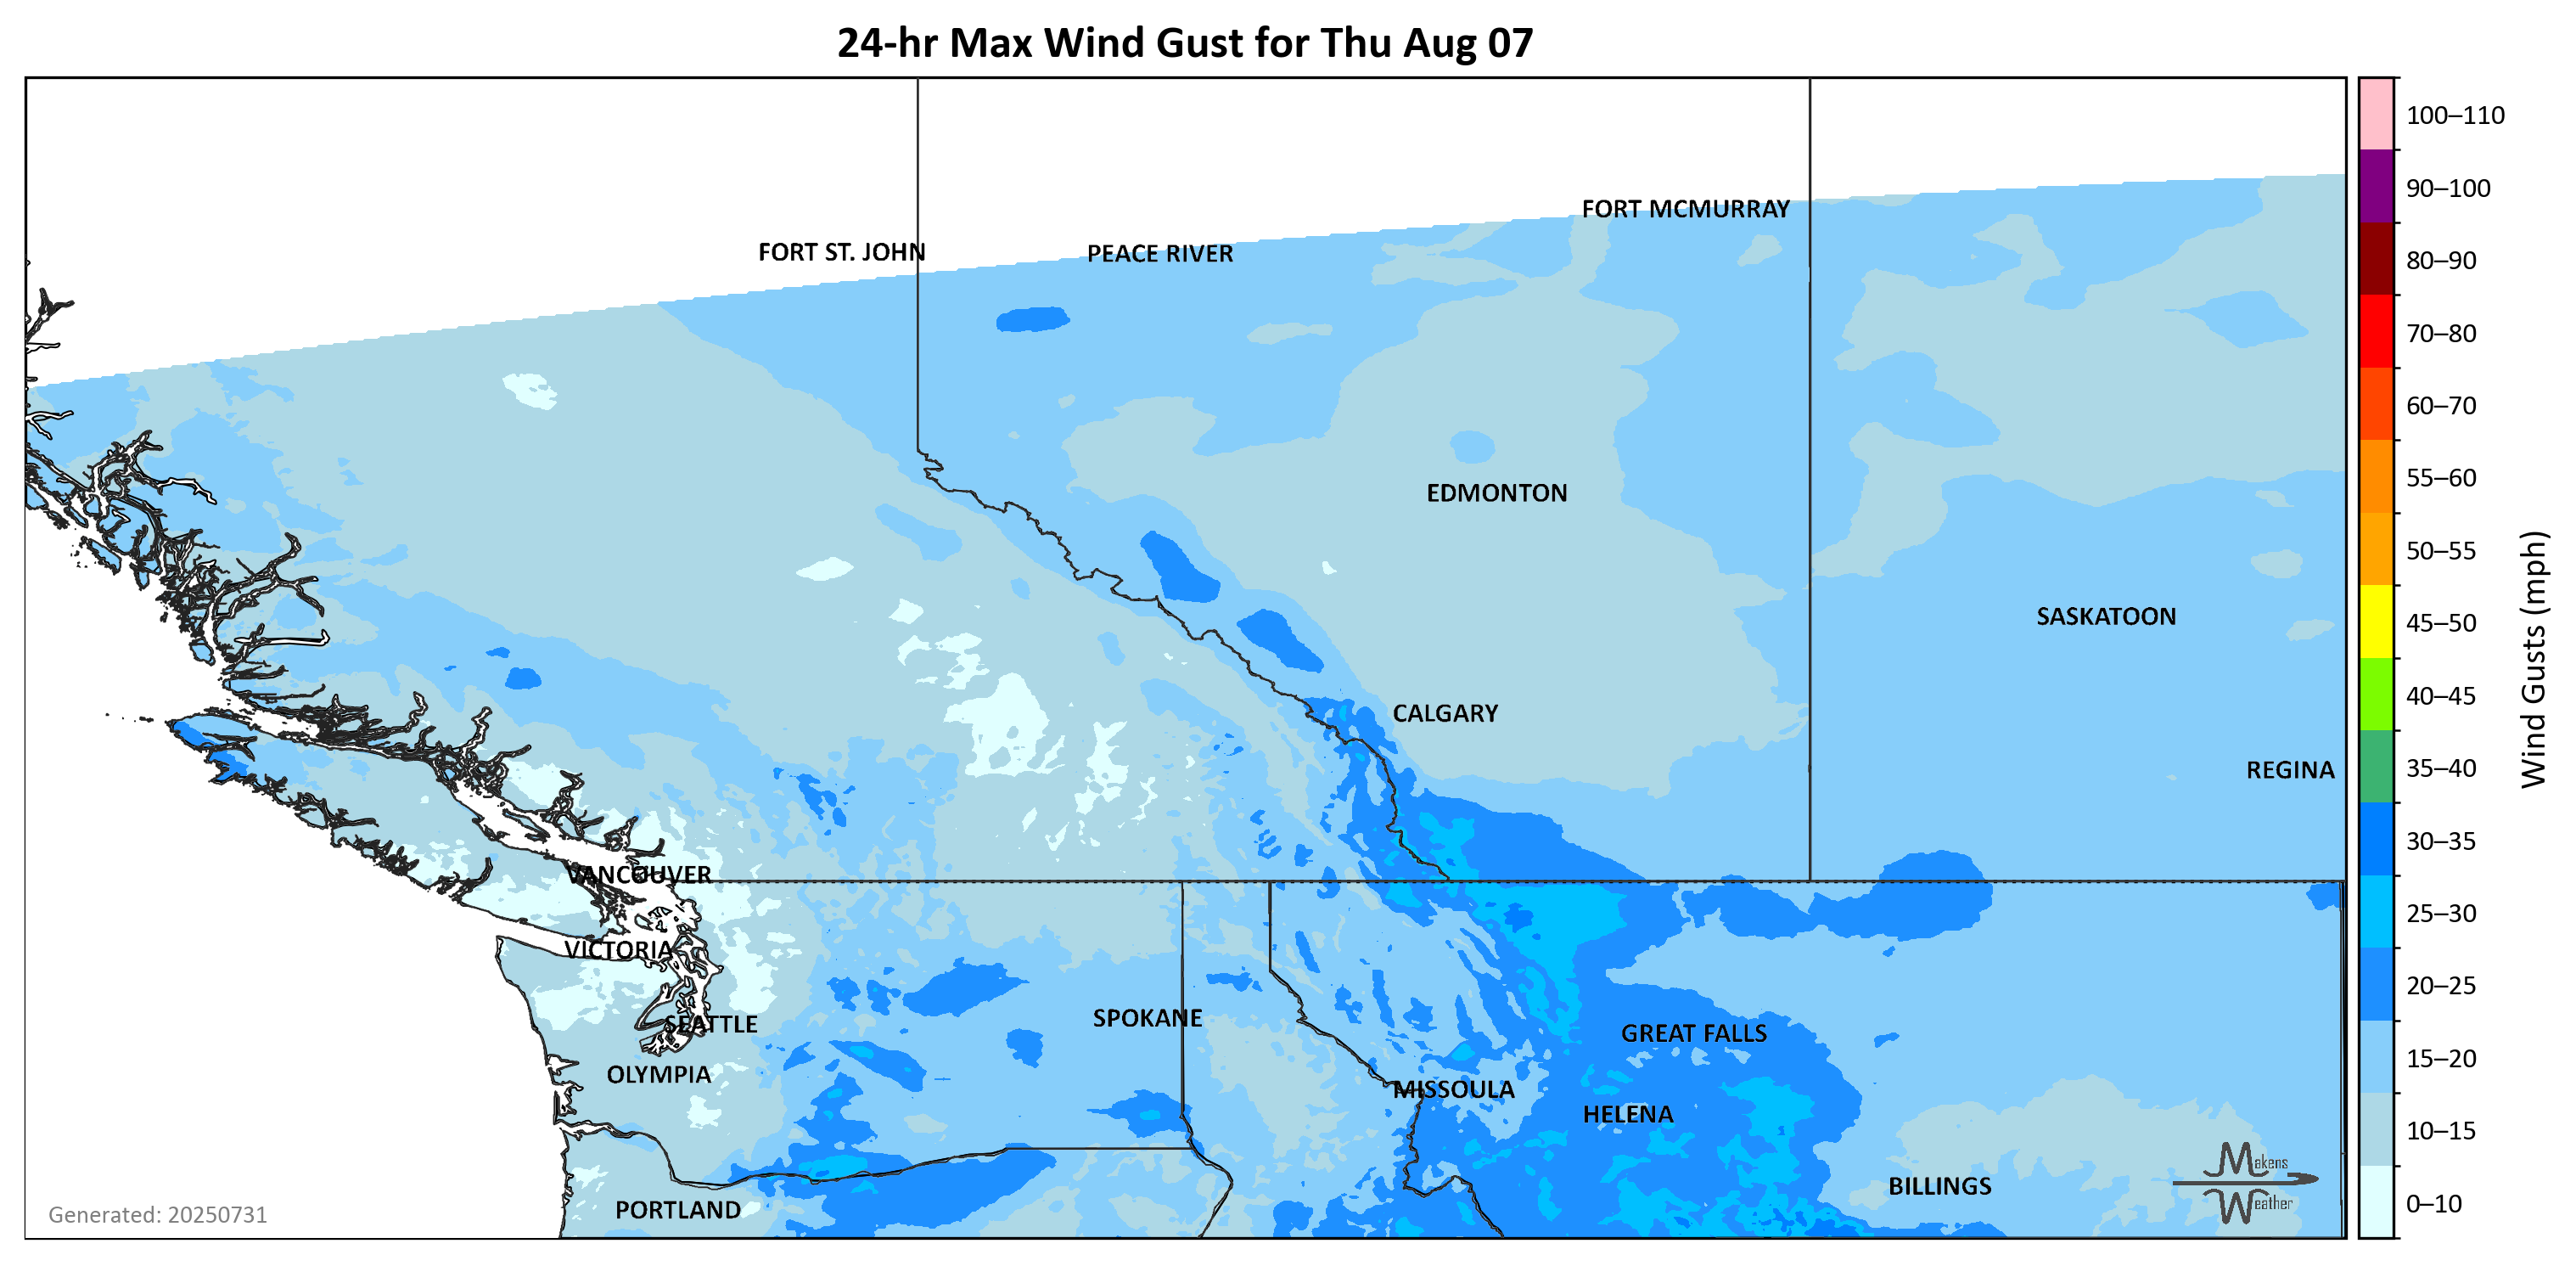 24-hr Max Wind Gust for Thu Aug 07
100–110
90–100
80–90
70–80
60–70
55–60
50–55
45–50
40–45
35–40
30–35
25–30
20–25
15–20
10–15
0–10
Wind Gusts (mph)
FORT MCMURRAY
FORT ST. JOHN
PEACE RIVER
EDMONTON
SASKATOON
CALGARY
REGINA
VANCOUVER
VICTORIA
SPOKANE
SEATTLE
GREAT FALLS
OLYMPIA
MISSOULA
HELENA
BILLINGS
PORTLAND
Makens
Weather
Generated: 20250731